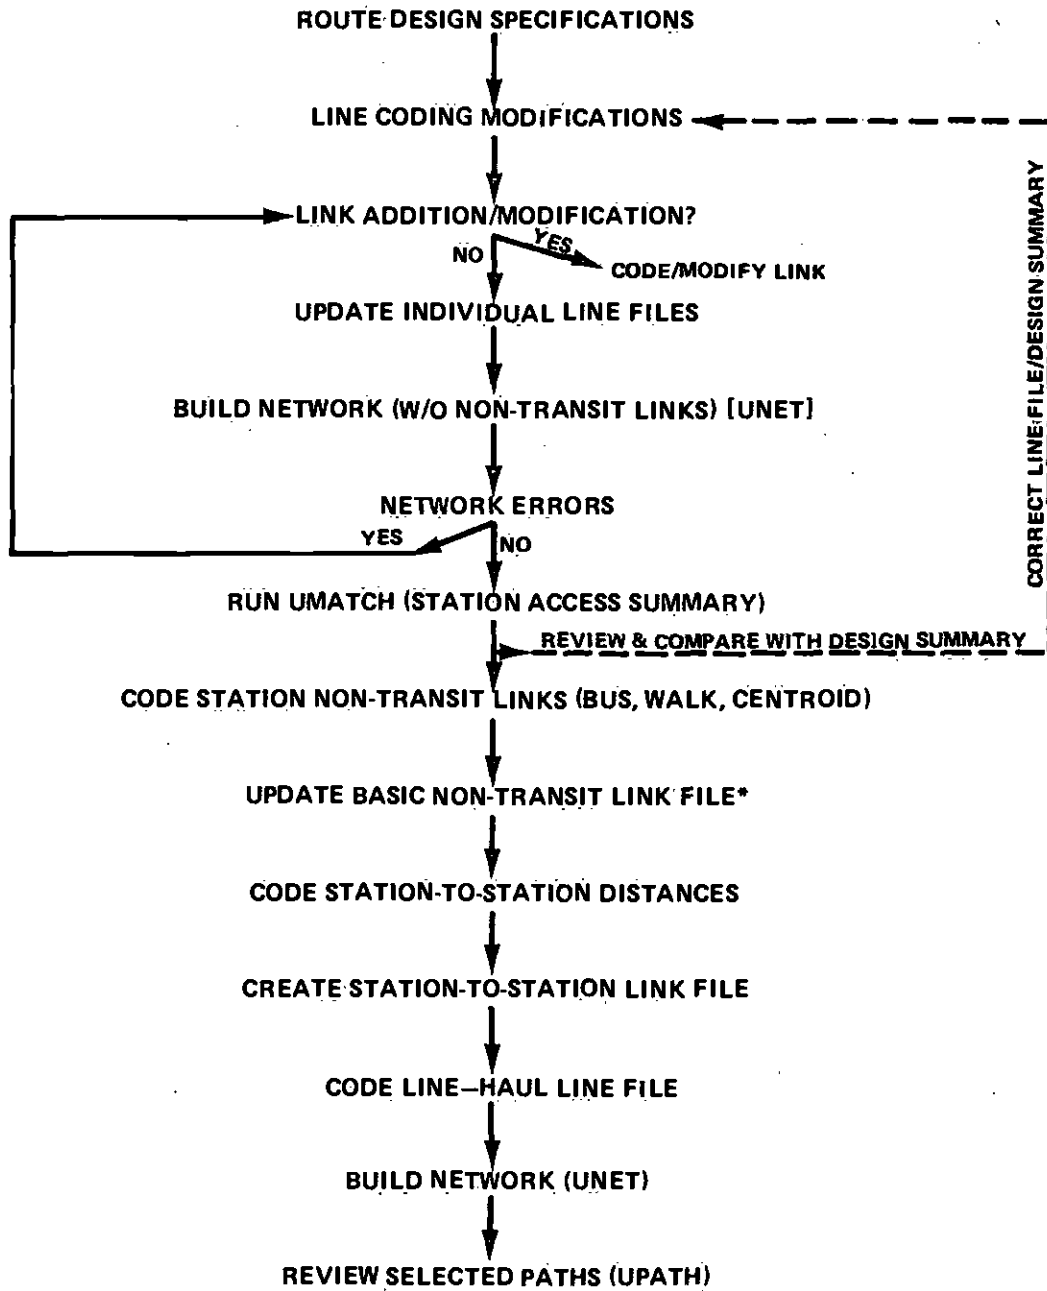 ROUTE DESIGN SPECIFICATIONS
LINE CODING MODIFICATIONS
LINK ADDITION/MODIFICATION?
YES
NO
CODE/MODIFY LINK
UPDATE INDIVIDUAL LINE FILES
BUILD NETWORK (W/O NON-TRANSIT LINKS) [UNET]
NETWORK ERRORS
YES
NO
RUN UMATCH (STATION ACCESS SUMMARY)
REVIEW & COMPARE WITH DESIGN SUMMARY
CORRECT LINE FILE/DESIGN SUMMARY
CODE STATION NON-TRANSIT LINKS (BUS, WALK, CENTROID)
UPDATE BASIC NON-TRANSIT LINK FILE*
CODE STATION-TO-STATION DISTANCES
CREATE STATION-TO-STATION LINK FILE
CODE LINE–HAUL LINE FILE
BUILD NETWORK (UNET)
REVIEW SELECTED PATHS (UPATH)